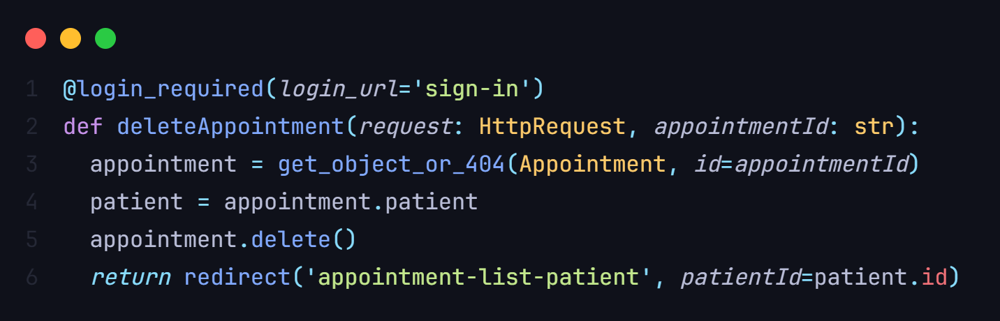 1 @login_required(login_url='sign-in')
2 def deleteAppointment(request: HttpRequest, appointmentId: str):
3   appointment = get_object_or_404(Appointment, id=appointmentId)
4   patient = appointment.patient
5   appointment.delete()
6   return redirect('appointment-list-patient', patientId=patient.id)